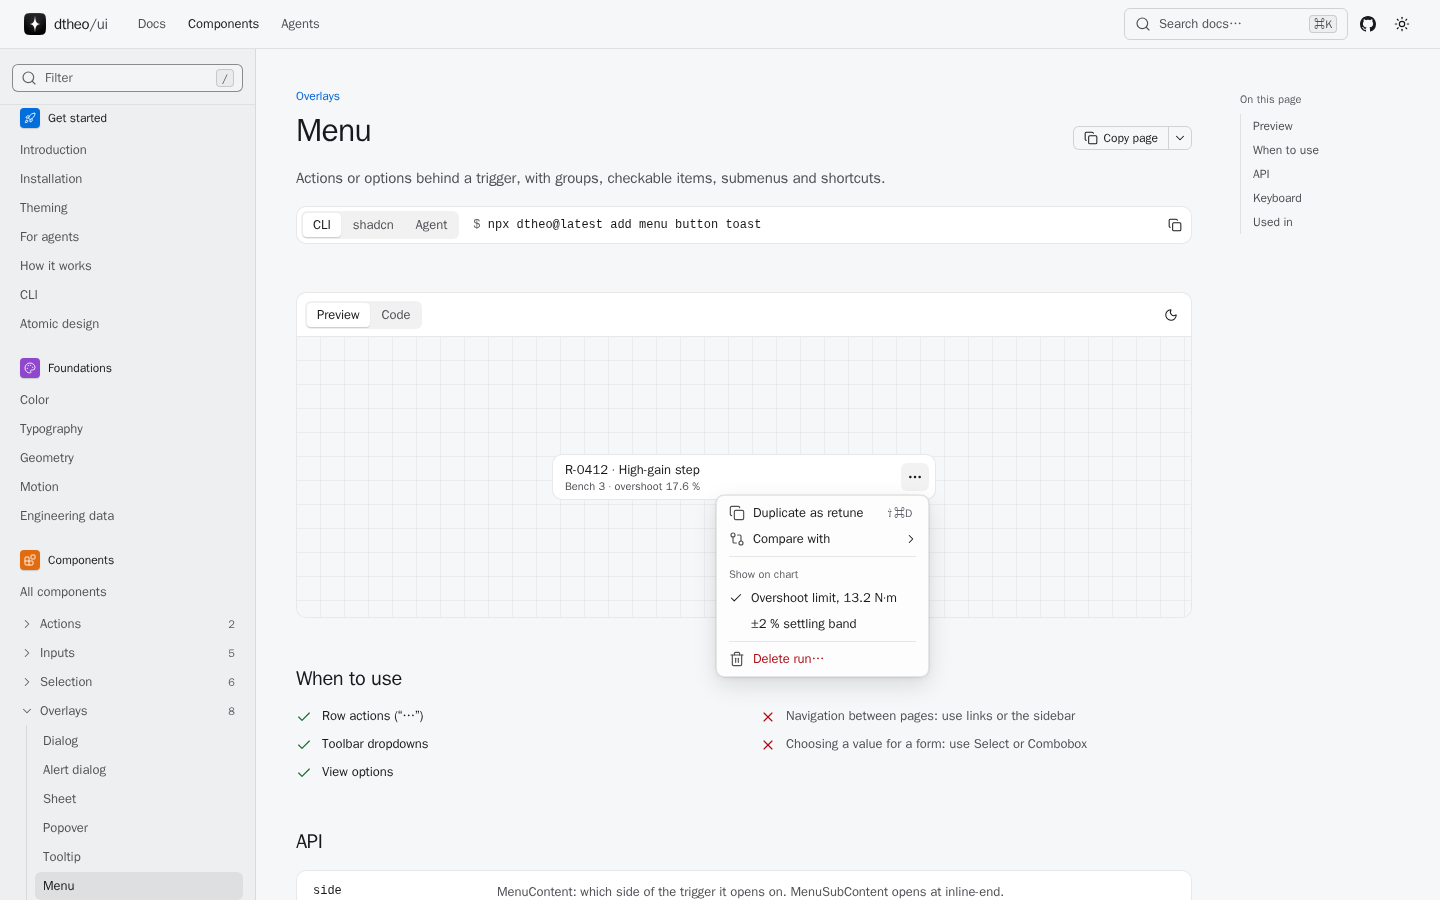 dtheo/ui
Docs
Components
Agents
Search docs…
⌘K
Filter
/
Get started
Introduction
Installation
Theming
For agents
How it works
CLI
Atomic design
Foundations
Color
Typography
Geometry
Motion
Engineering data
Components
All components
Actions 2
Inputs 5
Selection 6
Overlays 8
Dialog
Alert dialog
Sheet
Popover
Tooltip
Menu
Overlays
Menu
Copy page
Actions or options behind a trigger, with groups, checkable items, submenus and shortcuts.
CLI shadcn Agent $ npx dtheo@latest add menu button toast
Preview Code
R-0412 · High-gain step
Bench 3 · overshoot 17.6 %
Duplicate as retune ⇧⌘D
Compare with
Show on chart
Overshoot limit, 13.2 N·m
±2 % settling band
Delete run…
When to use
Row actions (“…”)
Toolbar dropdowns
View options
Navigation between pages: use links or the sidebar
Choosing a value for a form: use Select or Combobox
API
side MenuContent: which side of the trigger it opens on. MenuSubContent opens at inline-end.
On this page
Preview
When to use
API
Keyboard
Used in